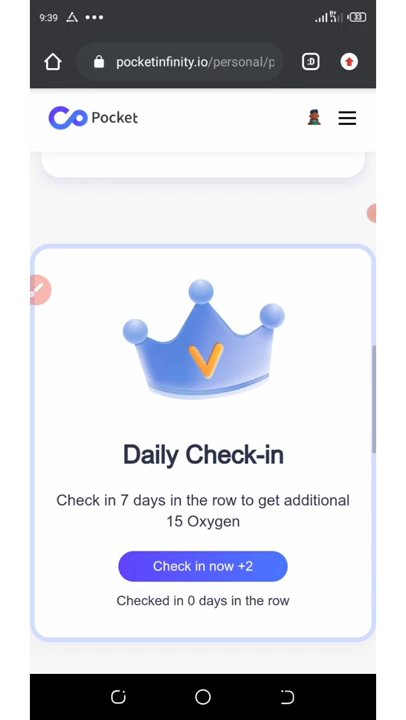 9:39
33
pocketinfinity.io/personal/p
:D
Pocket
V
Daily Check-in
Check in 7 days in the row to get additional
15 Oxygen
Check in now +2
Checked in 0 days in the row